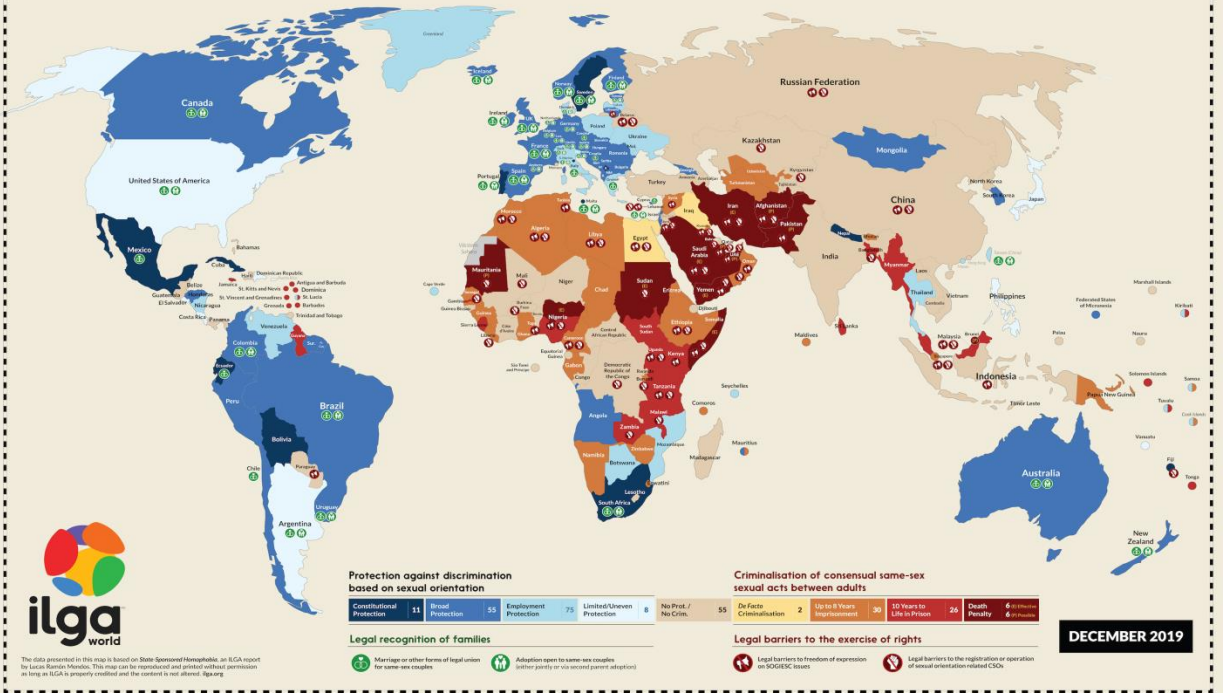 Greenland
Iceland
Canada
United States of America
Mexico
Bahamas
Cuba
Haiti
Dominican Republic
Jamaica
Belize
Antigua and Barbuda
St. Kitts and Nevis
Dominica
St. Vincent and Grenadines
St. Lucia
Grenada
Barbados
Trinidad and Tobago
Guatemala
Honduras
El Salvador
Nicaragua
Costa Rica
Panama
Venezuela
Guyana
Sur.
Colombia
Ecuador
Peru
Brazil
Bolivia
Paraguay
Chile
Uruguay
Argentina
Norway
Sweden
Finland
Ireland
UK
Germany
Poland
Belarus
Ukraine
France
Romania
Portugal
Spain
Malta
Cyprus
Turkey
Russian Federation
Kazakhstan
Kyrgyzstan
Mongolia
China
North Korea
South Korea
Japan
Morocco
Algeria
Tunisia
Libya
Egypt
Mauritania
(P)
Mali
Niger
Chad
Sudan
(E)
Eritrea
Djibouti
Ethiopia
Somalia
(E)
Cape Verde
Gambia
Guinea Bissau
Guinea
Sierra Leone
Liberia
Burkina Faso
Togo
Nigeria
(E)
Cameroon
Central African Republic
South Sudan
Equatorial Guinea
São Tomé and Príncipe
Gabon
Congo
Democratic Republic of the Congo
Uganda
Kenya
Tanzania
Angola
Zambia
Malawi
Mozambique
Zimbabwe
Namibia
Botswana
South Africa
Lesotho
Eswatini
Madagascar
Comoros
Seychelles
Mauritius
Iraq
Iran
(E)
Saudi Arabia
(E)
Yemen
(E)
Oman
Afghanistan
(P)
Pakistan
(P)
India
Nepal
Maldives
Sri Lanka
Myanmar
Laos
Thailand
Cambodia
Vietnam
Philippines
Malaysia
Brunei
Singapore
Indonesia
Timor Leste
Papua New Guinea
Palau
Federated States of Micronesia
Marshall Islands
Nauru
Kiribati
Solomon Islands
Tuvalu
Samoa
Cook Islands
Vanuatu
Fiji
Tonga
Australia
New Zealand
ilga
world
The data presented in this map is based on State-Sponsored Homophobia: an ILGA report
by Lucas Ramón Mendos. This map can be reproduced and printed without permission
as long as ILGA is properly credited and the content is not altered. ilga.org
Protection against discrimination
based on sexual orientation
Constitutional Protection 11
Broad Protection 55
Employment Protection 75
Limited/Uneven Protection 8
No Prot. / No Crim. 55
Criminalisation of consensual same-sex
sexual acts between adults
De Facto Criminalisation 2
Up to 8 Years Imprisonment 30
10 Years to Life in Prison 26
Death Penalty 6 (E) Effective 6 (P) Possible
Legal recognition of families
Marriage or other forms of legal union
for same-sex couples
Adoption open to same-sex couples
(either jointly or via second parent adoption)
Legal barriers to the exercise of rights
Legal barriers to freedom of expression
on SOGIESC issues
Legal barriers to the registration or operation
of sexual orientation related CSOs
DECEMBER 2019